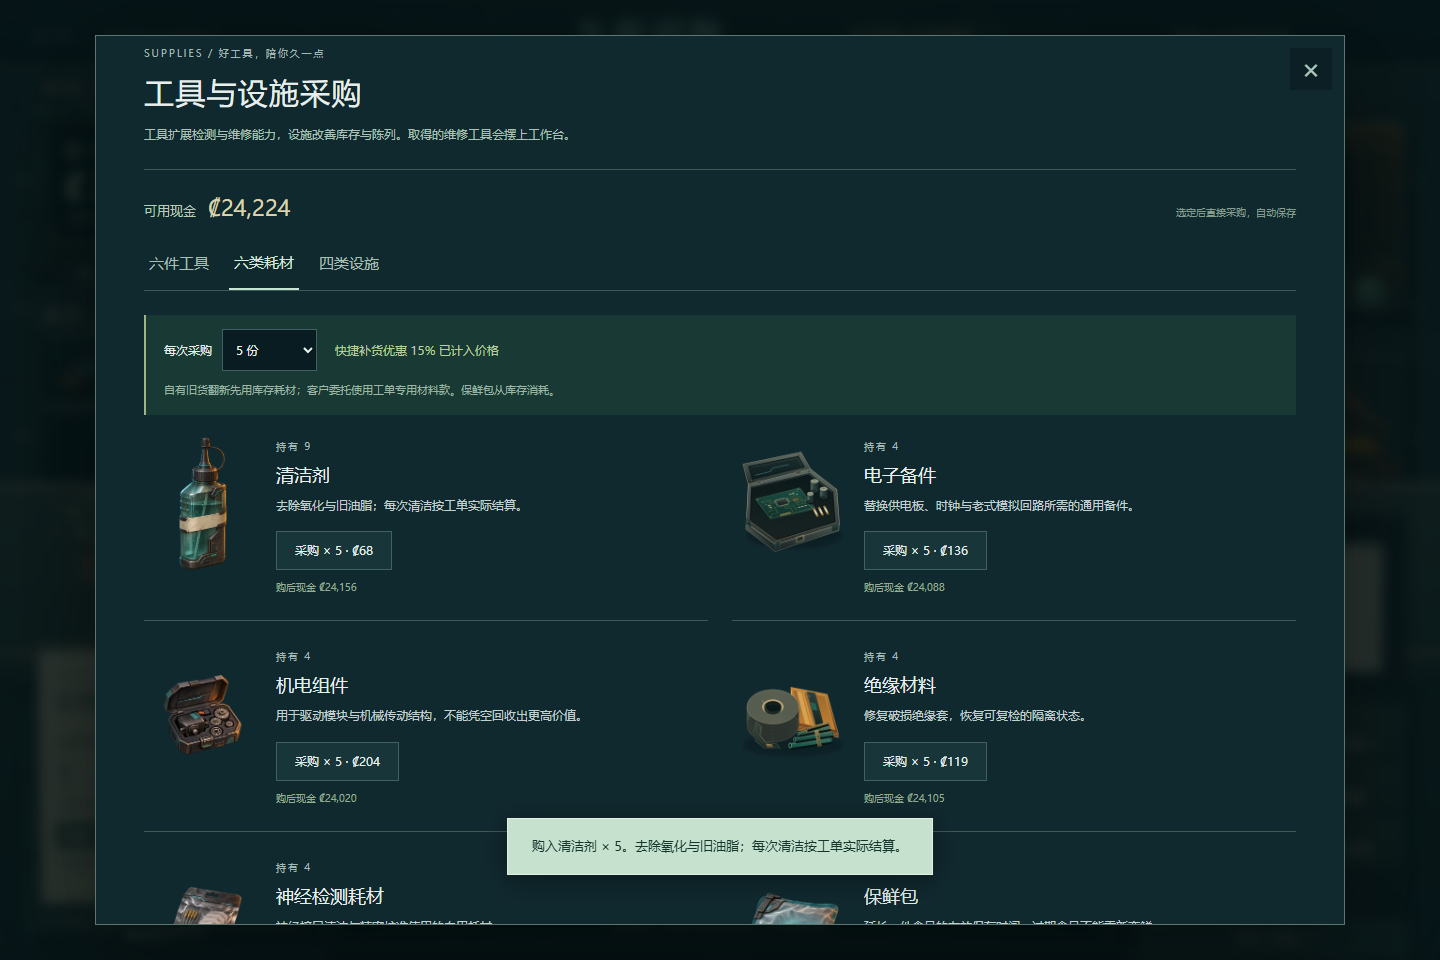 SUPPLIES / 好工具，陪你久一点
工具与设施采购
工具扩展检测与维修能力，设施改善库存与陈列。取得的维修工具会摆上工作台。
可用现金 ₡24,224
选定后直接采购，自动保存
六件工具 六类耗材 四类设施
每次采购 5 份 快捷补货优惠 15% 已计入价格
自有旧货翻新先用库存耗材；客户委托使用工单专用材料款。保鲜包从库存消耗。
持有 9
清洁剂
去除氧化与旧油脂；每次清洁按工单实际结算。
采购 × 5 · ₡68
购后现金 ₡24,156
持有 4
电子备件
替换供电板、时钟与老式模拟回路所需的通用备件。
采购 × 5 · ₡136
购后现金 ₡24,088
持有 4
机电组件
用于驱动模块与机械传动结构，不能凭空回收出更高价值。
采购 × 5 · ₡204
购后现金 ₡24,020
持有 4
绝缘材料
修复破损绝缘套，恢复可复检的隔离状态。
采购 × 5 · ₡119
购后现金 ₡24,105
购入清洁剂 × 5。去除氧化与旧油脂；每次清洁按工单实际结算。
持有 4
神经检测耗材
保鲜包